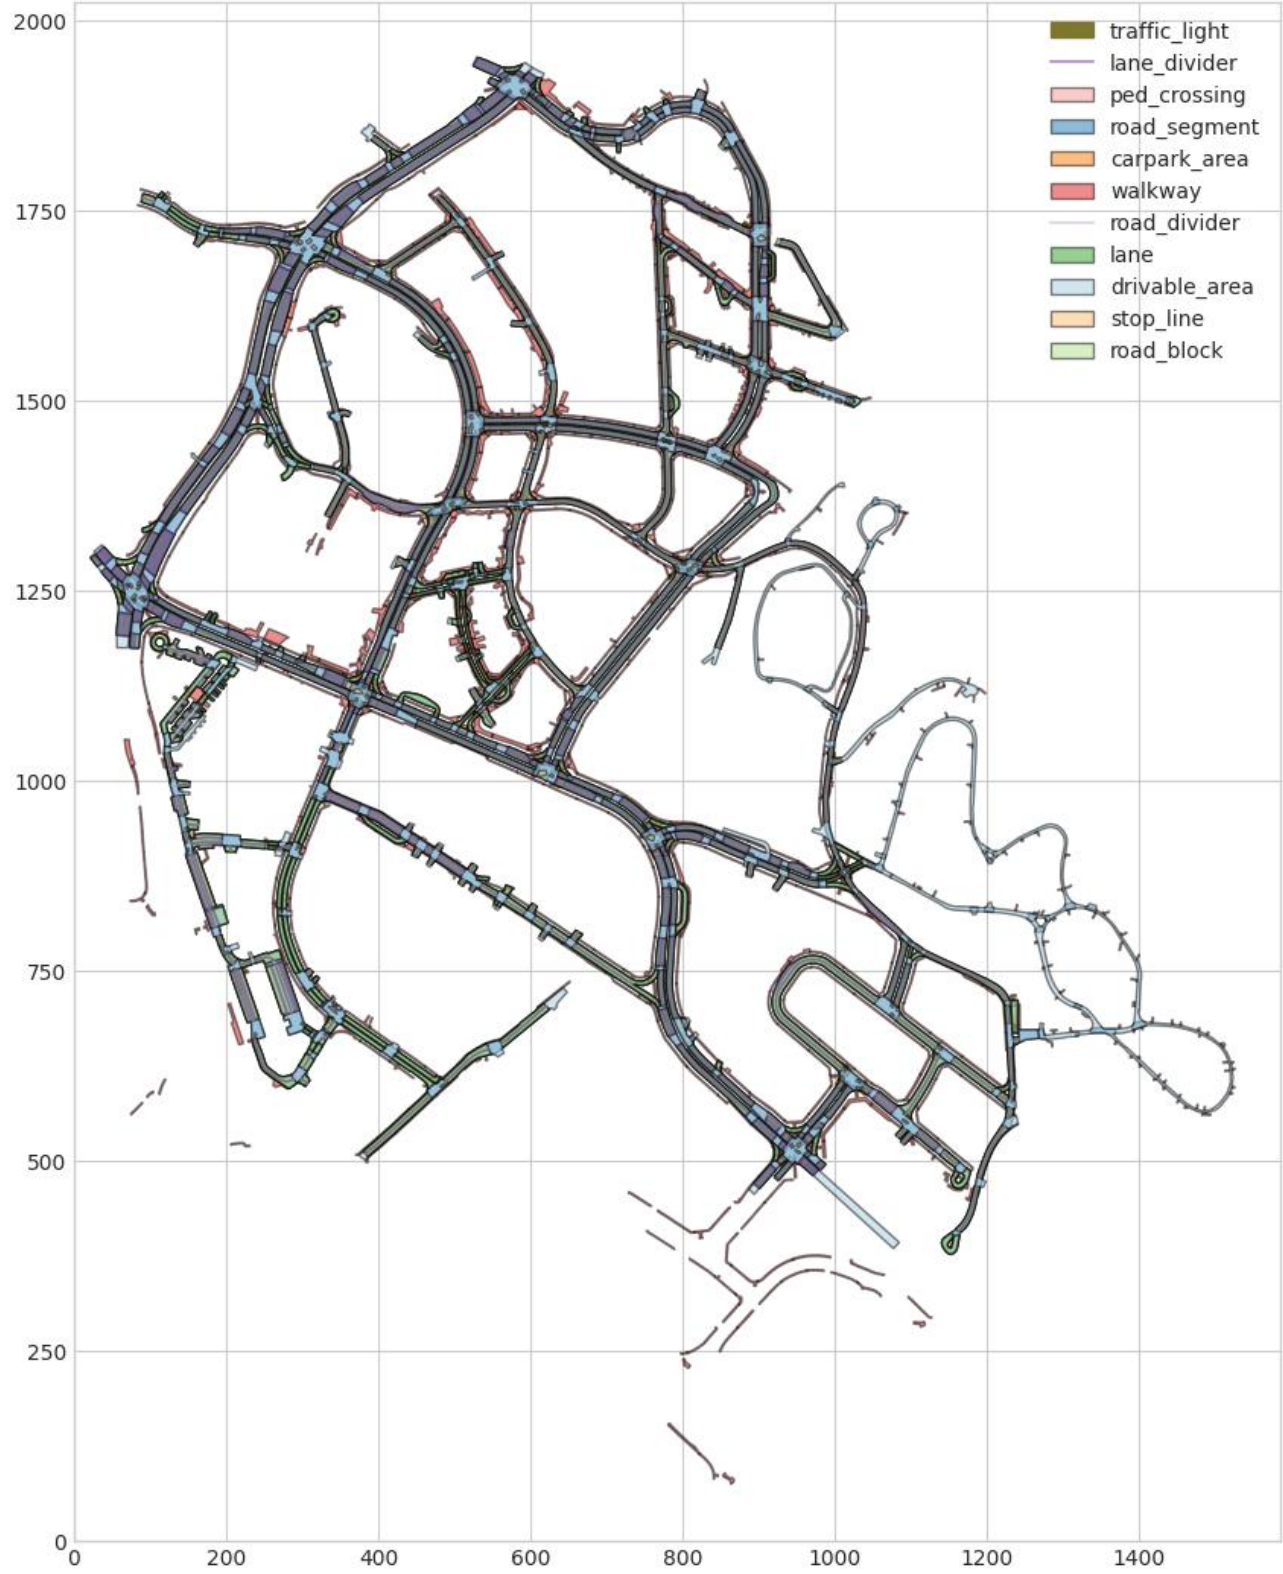 2000
1750
1500
1250
1000
750
500
250
0
0 200 400 600 800 1000 1200 1400
traffic_light
lane_divider
ped_crossing
road_segment
carpark_area
walkway
road_divider
lane
drivable_area
stop_line
road_block